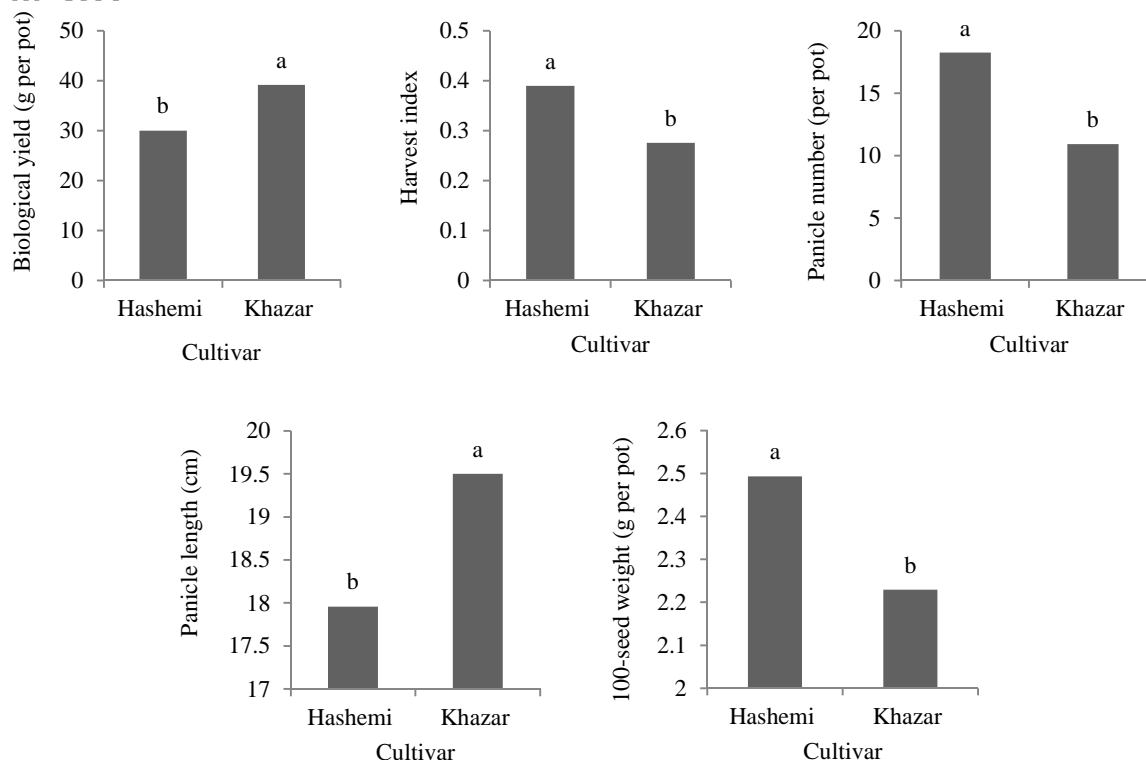 Biological yield (g per pot)
50
40
30
20
10
0
b
a
Hashemi Khazar
Cultivar
Harvest index
0.5
0.4
0.3
0.2
0.1
0
a
b
Hashemi Khazar
Cultivar
Panicle number (per pot)
20
15
10
5
0
a
b
Hashemi Khazar
Cultivar
Panicle length (cm)
20
19.5
19
18.5
18
17.5
17
b
a
Hashemi Khazar
Cultivar
100-seed weight (g per pot)
2.6
2.5
2.4
2.3
2.2
2.1
2
a
b
Hashemi Khazar
Cultivar